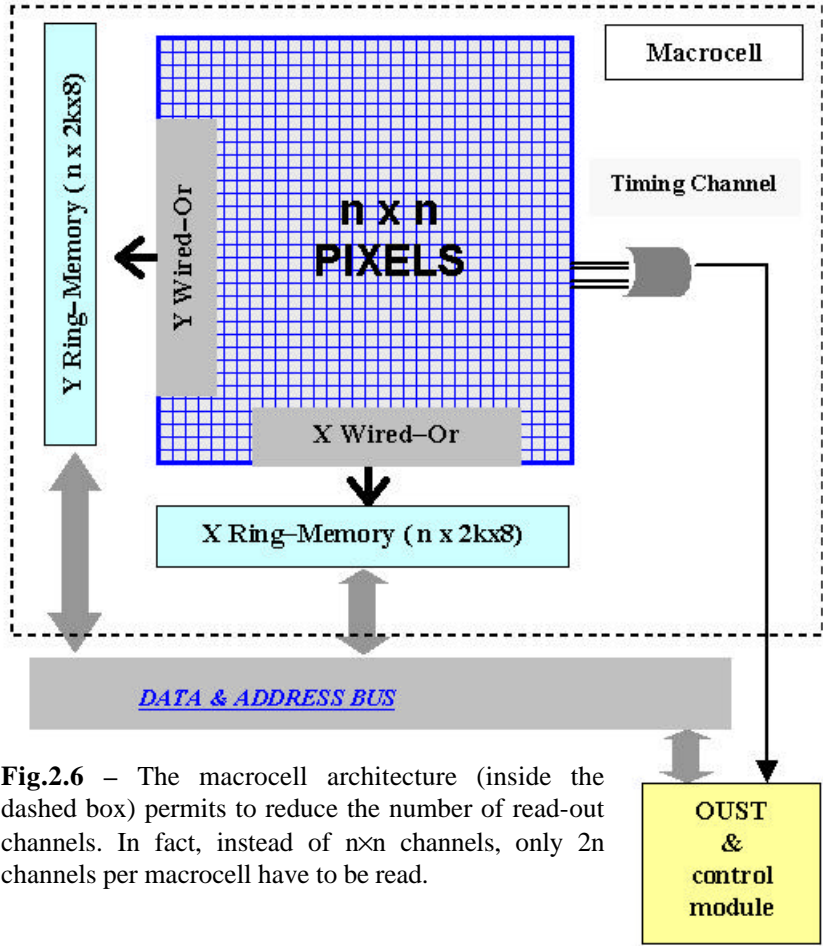 Macrocell
Timing Channel
Y Ring–Memory ( n x 2kx8)
Y Wired–Or
n x n
PIXELS
X Wired–Or
X Ring–Memory ( n x 2kx8)
DATA & ADDRESS BUS
Fig.2.6 – The macrocell architecture (inside the
dashed box) permits to reduce the number of read-out
channels. In fact, instead of n×n channels, only 2n
channels per macrocell have to be read.
OUST
&
control
module